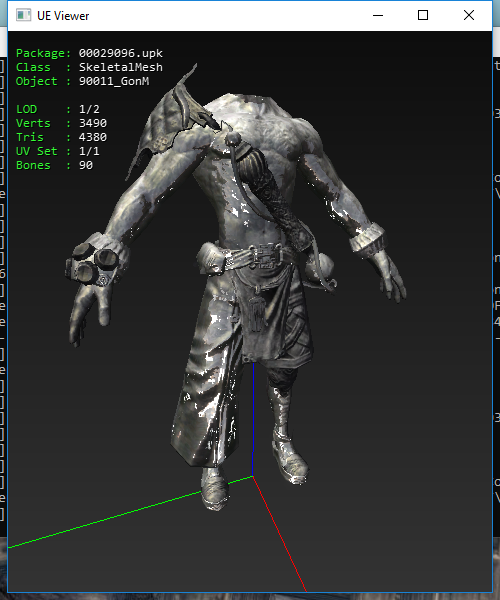 UE Viewer
Package: 00029096.upk
Class : SkeletalMesh
Object : 90011_GonM
LOD : 1/2
Verts : 3490
Tris : 4380
UV Set : 1/1
Bones : 90